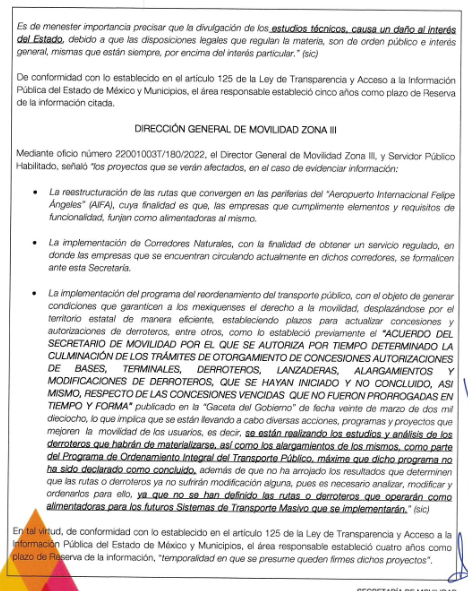 Es de menester importancia precisar que la divulgación de los estudios técnicos, causa un daño al Interés
del Estado, debido a que las disposiciones legales que regulan la materia, son de orden público e interés
general, mismas que están siempre, por encima del interés particular." (sic)
De conformidad con lo establecido en el artículo 125 de la Ley de Transparencia y Acceso a la Información
Pública del Estado de México y Municipios, el área responsable estableció cinco años como plazo de Reserva
de la información citada.
DIRECCIÓN GENERAL DE MOVILIDAD ZONA III
Mediante oficio número 22001003T/180/2022, el Director General de Movilidad Zona III, y Servidor Público
Habilitado, señaló "los proyectos que se verán afectados, en el caso de evidenciar información:
• La reestructuración de las rutas que convergen en las periferias del "Aeropuerto Internacional Felipe
Ángeles" (AIFA), cuya finalidad es que, las empresas que cumplimente elementos y requisitos de
funcionalidad, funjan como alimentadoras al mismo.
• La implementación de Corredores Naturales, con la finalidad de obtener un servicio regulado, en
donde las empresas que se encuentran circulando actualmente en dichos corredores, se formalicen
ante esta Secretaría.
• La implementación del programa del reordenamiento del transporte público, con el objeto de generar
condiciones que garanticen a los mexiquenses el derecho a la movilidad, desplazándose por el
territorio estatal de manera eficiente, estableciendo plazos para actualizar concesiones y
autorizaciones de derroteros, entre otros, como lo estableció previamente el "ACUERDO DEL
SECRETARIO DE MOVILIDAD POR EL QUE SE AUTORIZA POR TIEMPO DETERMINADO LA
CULMINACIÓN DE LOS TRÁMITES DE OTORGAMIENTO DE CONCESIONES AUTORIZACIONES
DE BASES, TERMINALES, DERROTEROS, LANZADERAS, ALARGAMIENTOS Y
MODIFICACIONES DE DERROTEROS, QUE SE HAYAN INICIADO Y NO CONCLUIDO, ASI
MISMO, RESPECTO DE LAS CONCESIONES VENCIDAS QUE NO FUERON PRORROGADAS EN
TIEMPO Y FORMA" publicado en la "Gaceta del Gobierno" de fecha veinte de marzo de dos mil
dieciocho, lo que implica que se están llevando a cabo diversas acciones, programas y proyectos que
mejoren la movilidad de los usuarios, es decir, se están realizando los estudios y análisis de los
derroteros que habrán de materializarse, así como los alargamientos de los mismos, como parte
del Programa de Ordenamiento Integral del Transporte Público, máxime que dicho programa no
ha sido declarado como concluido, además de que no ha arrojado los resultados que determinen
que las rutas o derroteros ya no sufrirán modificación alguna, pues es necesario analizar, modificar y
ordenarlos para ello, ya que no se han definido las rutas o derroteros que operarán como
alimentadoras para los futuros Sistemas de Transporte Masivo que se implementarán." (sic)
En tal virtud, de conformidad con lo establecido en el artículo 125 de la Ley de Transparencia y Acceso a la
Información Pública del Estado de México y Municipios, el área responsable estableció cuatro años como
plazo de Reserva de la información, "temporalidad en que se presume queden firmes dichos proyectos".